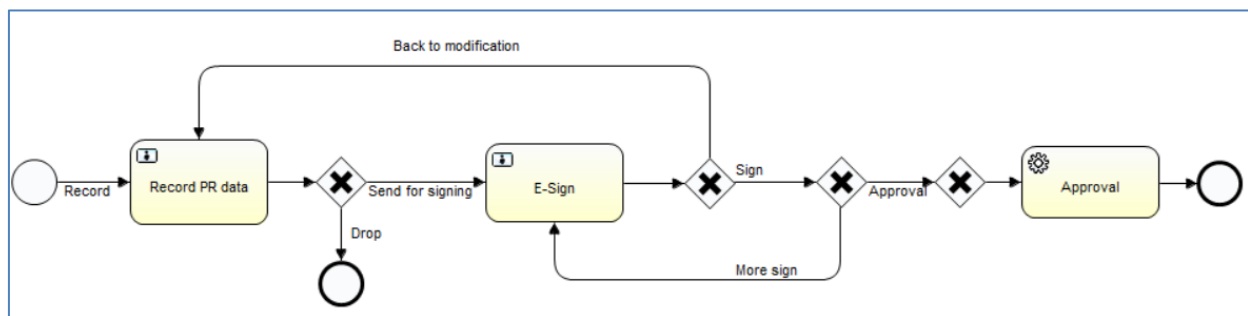 Back to modification
Record
Record PR data
Send for signing
Drop
E-Sign
Sign
More sign
Approval
Approval